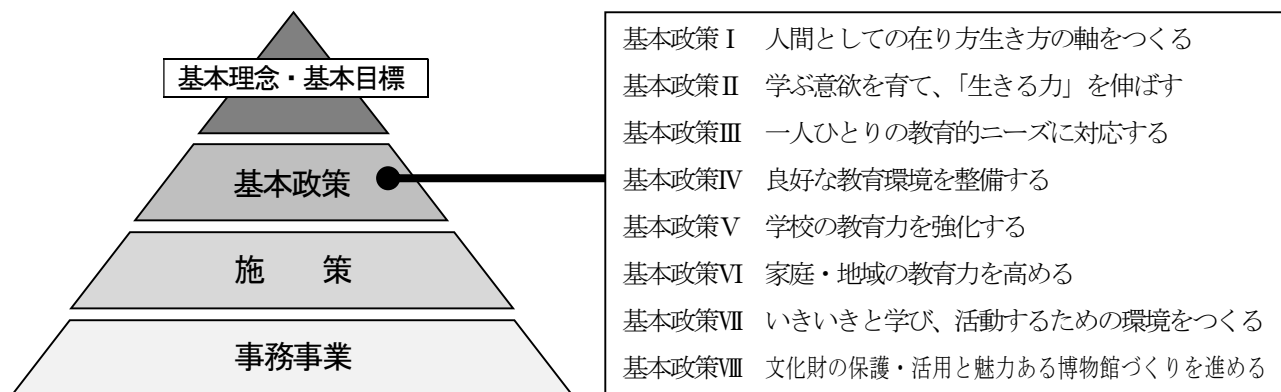 基本理念・基本目標
基本政策
施　策
事務事業
基本政策Ⅰ　人間としての在り方生き方の軸をつくる
基本政策Ⅱ　学ぶ意欲を育て、「生きる力」を伸ばす
基本政策Ⅲ　一人ひとりの教育的ニーズに対応する
基本政策Ⅳ　良好な教育環境を整備する
基本政策Ⅴ　学校の教育力を強化する
基本政策Ⅵ　家庭・地域の教育力を高める
基本政策Ⅶ　いきいきと学び、活動するための環境をつくる
基本政策Ⅷ　文化財の保護・活用と魅力ある博物館づくりを進める